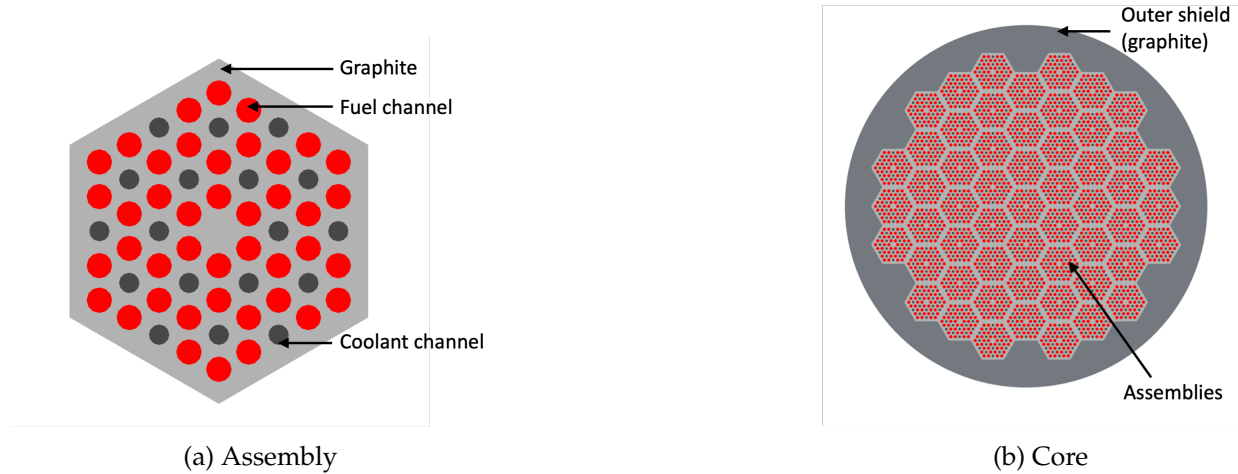 Graphite
Fuel channel
Coolant channel
(a) Assembly
Outer shield
(graphite)
Assemblies
(b) Core